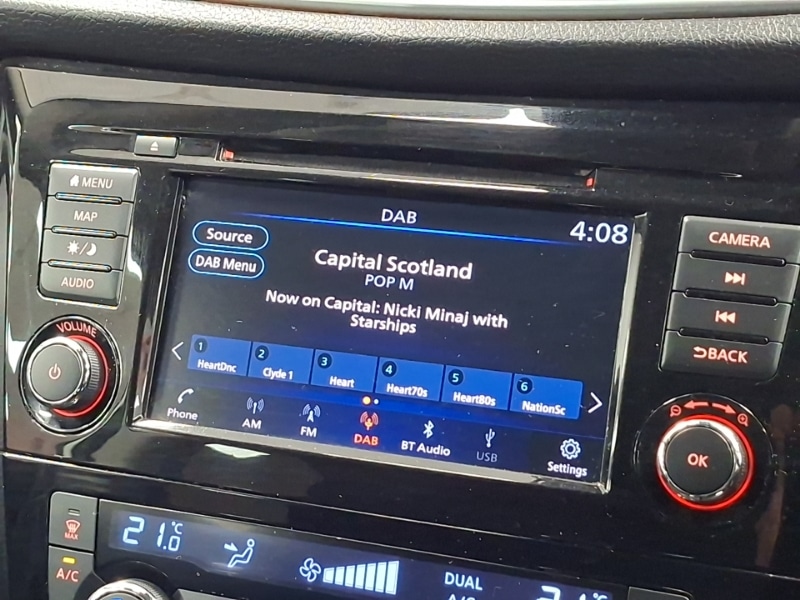 DAB
4:08
Source
DAB Menu
Capital Scotland
POP M
Now on Capital: Nicki Minaj with
Starships
1 HeartDnc
2 Clyde 1
3 Heart
4 Heart70s
5 Heart80s
6 NationSc
Phone
AM
FM
DAB
BT Audio
USB
Settings
MENU
MAP
AUDIO
VOLUME
CAMERA
BACK
OK
MAX
A/C
21.0 °C
DUAL